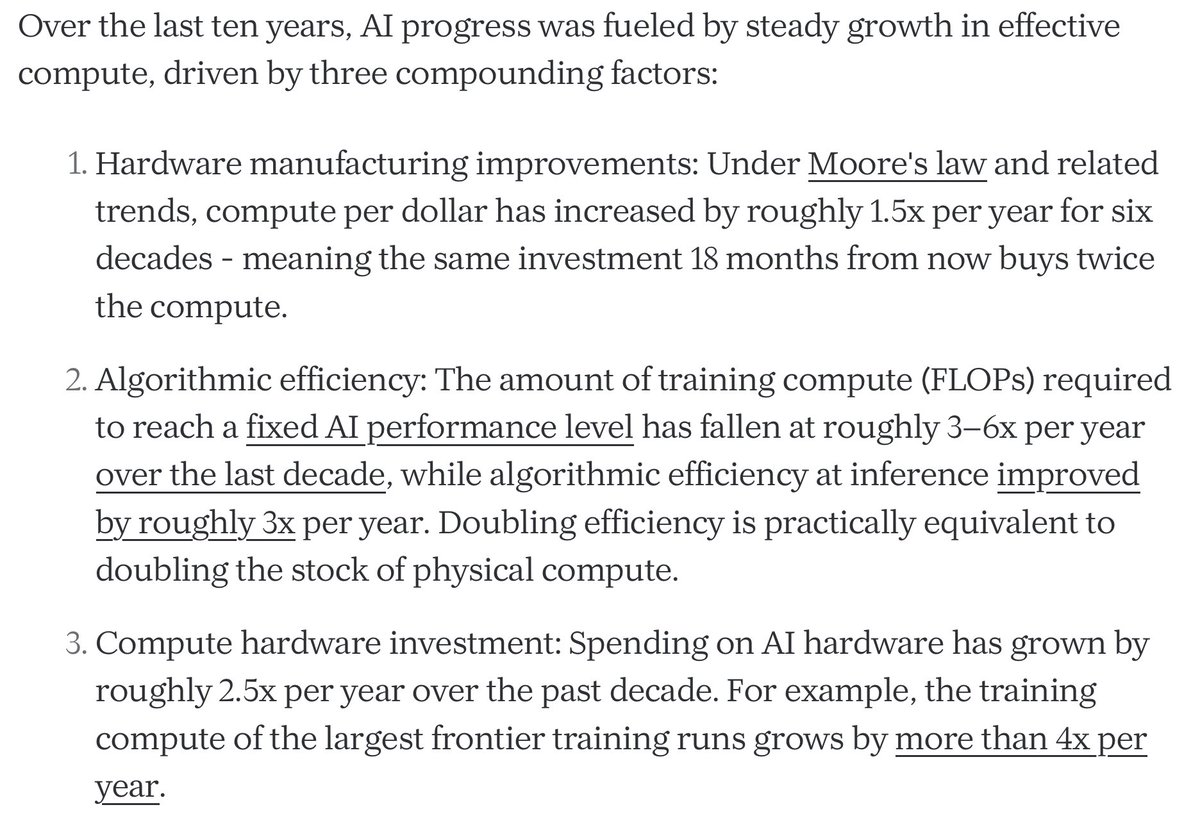 Over the last ten years, AI progress was fueled by steady growth in effective
compute, driven by three compounding factors:
1. Hardware manufacturing improvements: Under Moore's law and related
trends, compute per dollar has increased by roughly 1.5x per year for six
decades - meaning the same investment 18 months from now buys twice
the compute.
2. Algorithmic efficiency: The amount of training compute (FLOPs) required
to reach a fixed AI performance level has fallen at roughly 3–6x per year
over the last decade, while algorithmic efficiency at inference improved
by roughly 3x per year. Doubling efficiency is practically equivalent to
doubling the stock of physical compute.
3. Compute hardware investment: Spending on AI hardware has grown by
roughly 2.5x per year over the past decade. For example, the training
compute of the largest frontier training runs grows by more than 4x per
year.